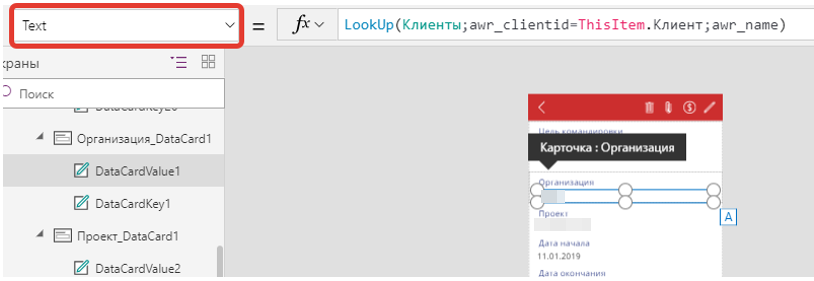 Text
=
fx
LookUp(Клиенты;awr_clientid=ThisItem.Клиент;awr_name)
краны
Поиск
DataCardKey20
Организация_DataCard1
DataCardValue1
DataCardKey1
Проект_DataCard1
DataCardValue2
Цель командировки
Карточка : Организация
Организация
Проект
Дата начала
11.01.2019
Дата окончания
A